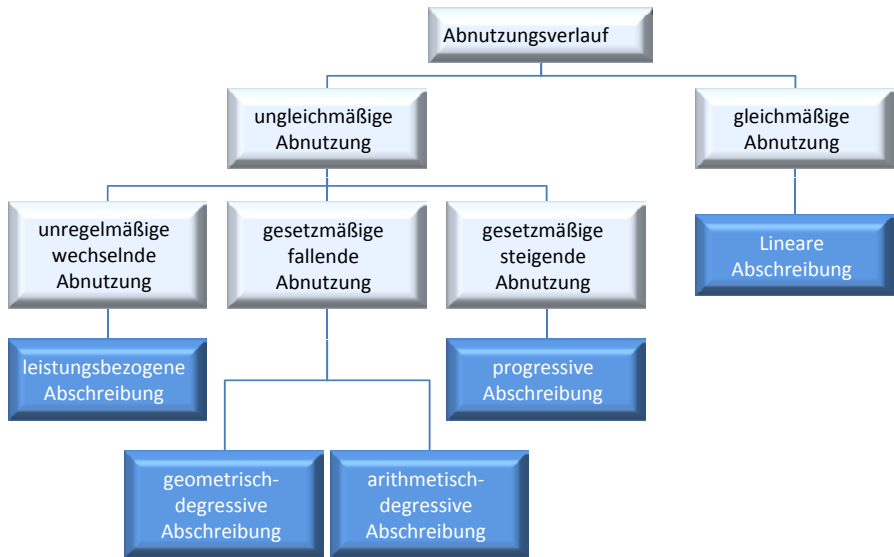 Abnutzungsverlauf
ungleichmäßige
Abnutzung
gleichmäßige
Abnutzung
unregelmäßige
wechselnde
Abnutzung
gesetzmäßige
fallende
Abnutzung
gesetzmäßige
steigende
Abnutzung
Lineare
Abschreibung
leistungsbezogene
Abschreibung
progressive
Abschreibung
geometrisch-
degressive
Abschreibung
arithmetisch-
degressive
Abschreibung